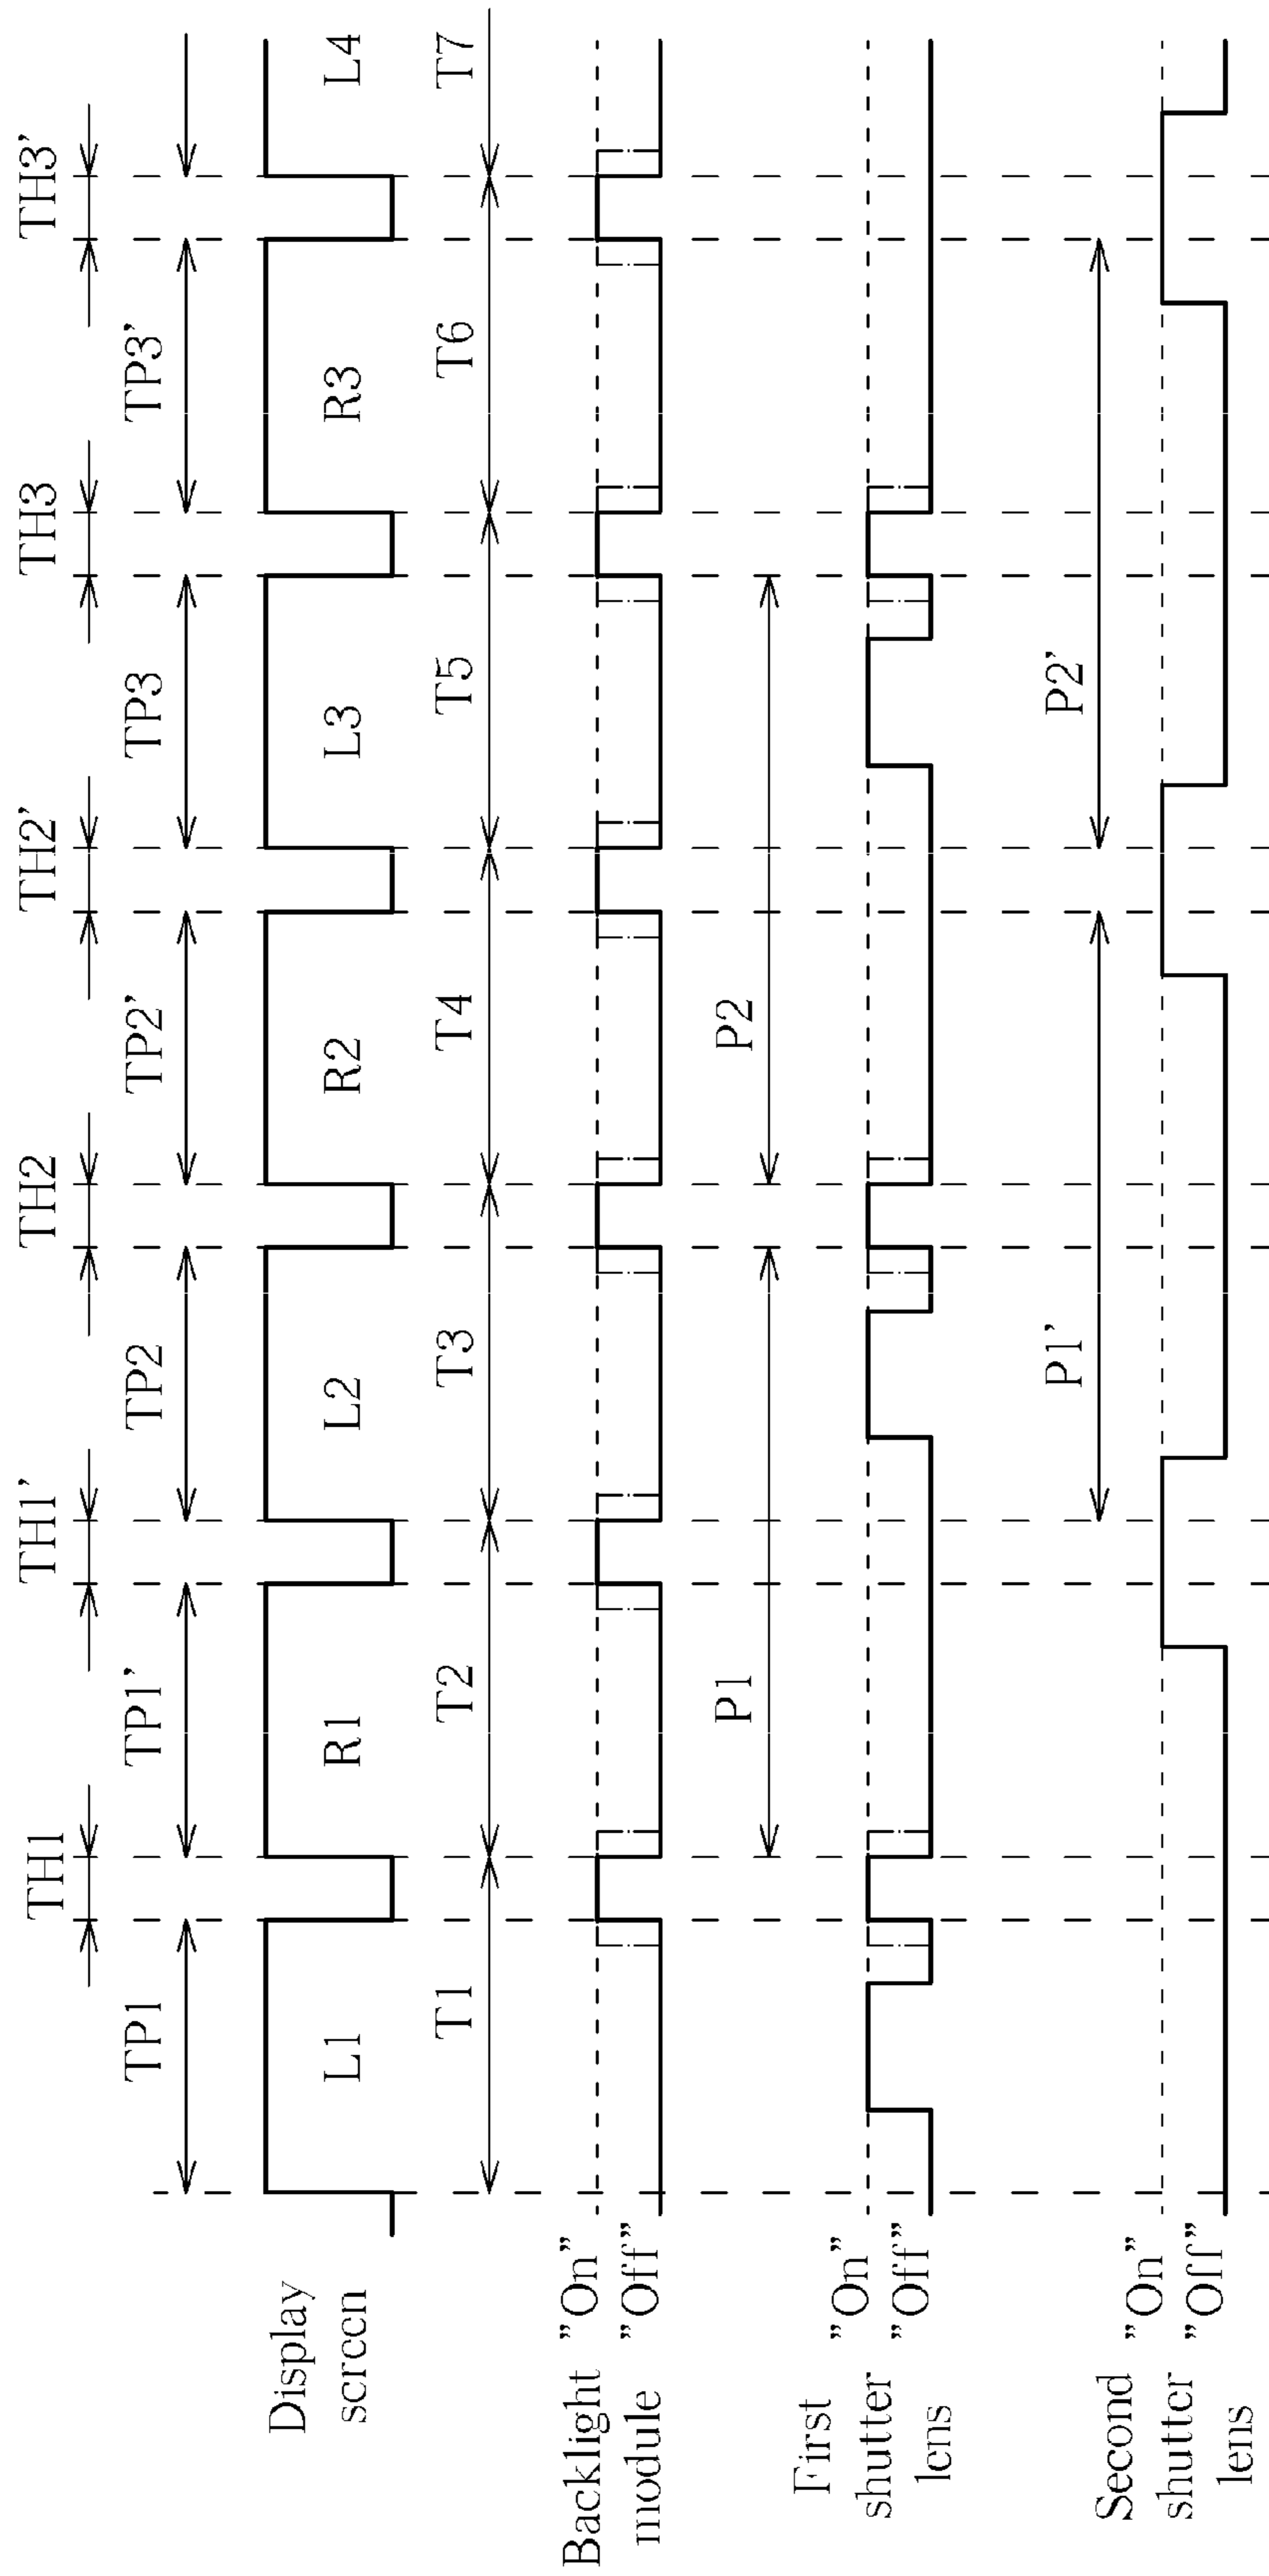 TH1 TH1' TH2 TH2' TH3 TH3'
TP1 TP1' TP2 TP2' TP3 TP3'
Display
screen
L1 R1 L2 R2 L3 R3 L4
T1 T2 T3 T4 T5 T6 T7
Backlight "On"
module "Off"
P1 P2
First "On"
shutter "Off"
lens
P1' P2'
Second "On"
shutter "Off"
lens